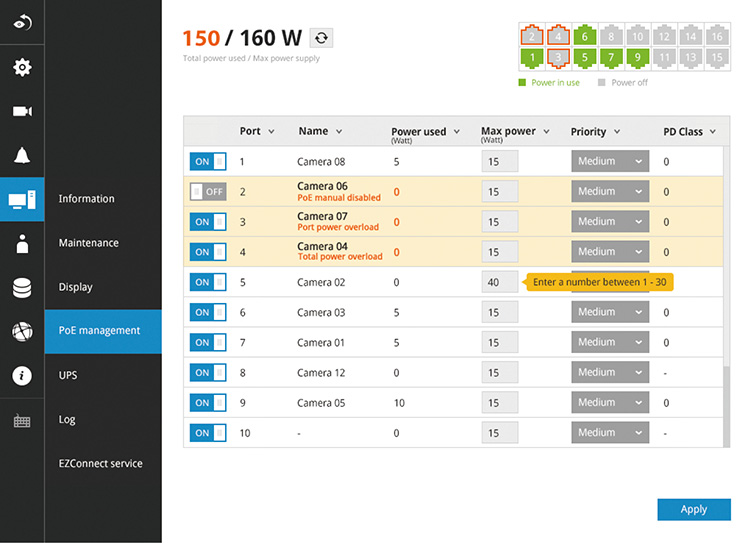 150 / 160 W
Total power used / Max power supply
2 4 6 8 10 12 14 16
1 3 5 7 9 11 13 15
Power in use Power off
Port Name Power used (Watt) Max power (Watt) Priority PD Class
ON 1 Camera 08 5 15 Medium 0
OFF 2 Camera 06 0 15 Medium 0
PoE manual disabled
ON 3 Camera 07 0 15 Medium 0
Port power overload
ON 4 Camera 04 0 15 Medium 0
Total power overload
ON 5 Camera 02 0 40 Enter a number between 1 - 30
ON 6 Camera 03 5 15 Medium 0
ON 7 Camera 01 5 15 Medium 0
ON 8 Camera 12 0 15 Medium -
ON 9 Camera 05 10 15 Medium 0
ON 10 - 0 15 Medium -
Information
Maintenance
Display
PoE management
UPS
Log
EZConnect service
Apply